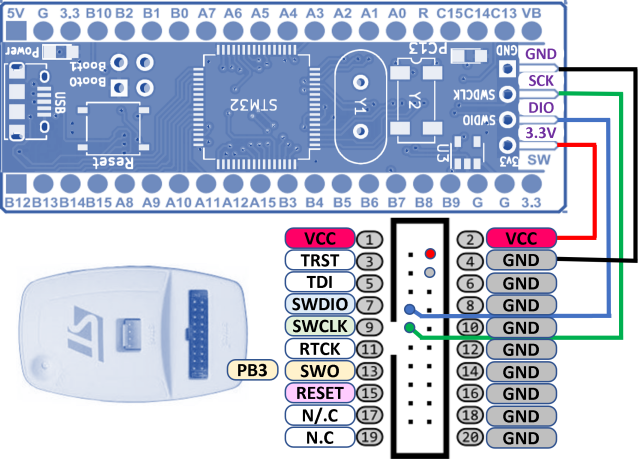 5V G 3.3 B10 B2 B1 B0 A7 A6 A5 A4 A3 A2 A1 A0 R C15 C14 C13 VB
Power
Boot1
Boot0
USB
Reset
STM32
Y1
PC13
Y2
U3
GND
SWDCLK
SWDIO
3v3
GND
SCK
DIO
3.3V
SW
B12 B13 B14 B15 A8 A9 A10 A11 A12 A15 B3 B4 B5 B6 B7 B8 B9 G G 3.3
VCC 1 2 VCC
TRST 3 4 GND
TDI 5 6 GND
SWDIO 7 8 GND
SWCLK 9 10 GND
RTCK 11 12 GND
PB3 SWO 13 14 GND
RESET 15 16 GND
N/.C 17 18 GND
N.C 19 20 GND
ST